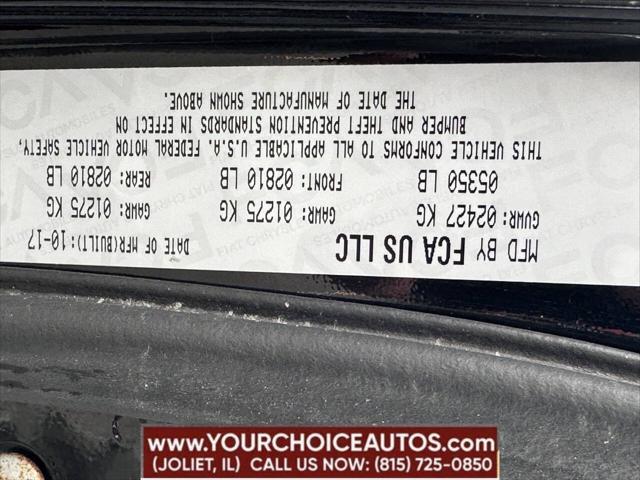 MFD BY FCA US LLC DATE OF MFR(BUILT): 10-17
GVWR: 02427 KG GAWR: 01275 KG GAWR: 01275 KG
05350 LB FRONT: 02810 LB REAR: 02810 LB
THIS VEHICLE CONFORMS TO ALL APPLICABLE U.S.A. FEDERAL MOTOR VEHICLE SAFETY,
BUMPER AND THEFT PREVENTION STANDARDS IN EFFECT ON
THE DATE OF MANUFACTURE SHOWN ABOVE.
WWW.YOURCHOICEAUTOS.COM
(JOLIET, IL) CALL US NOW: (815) 725-0850